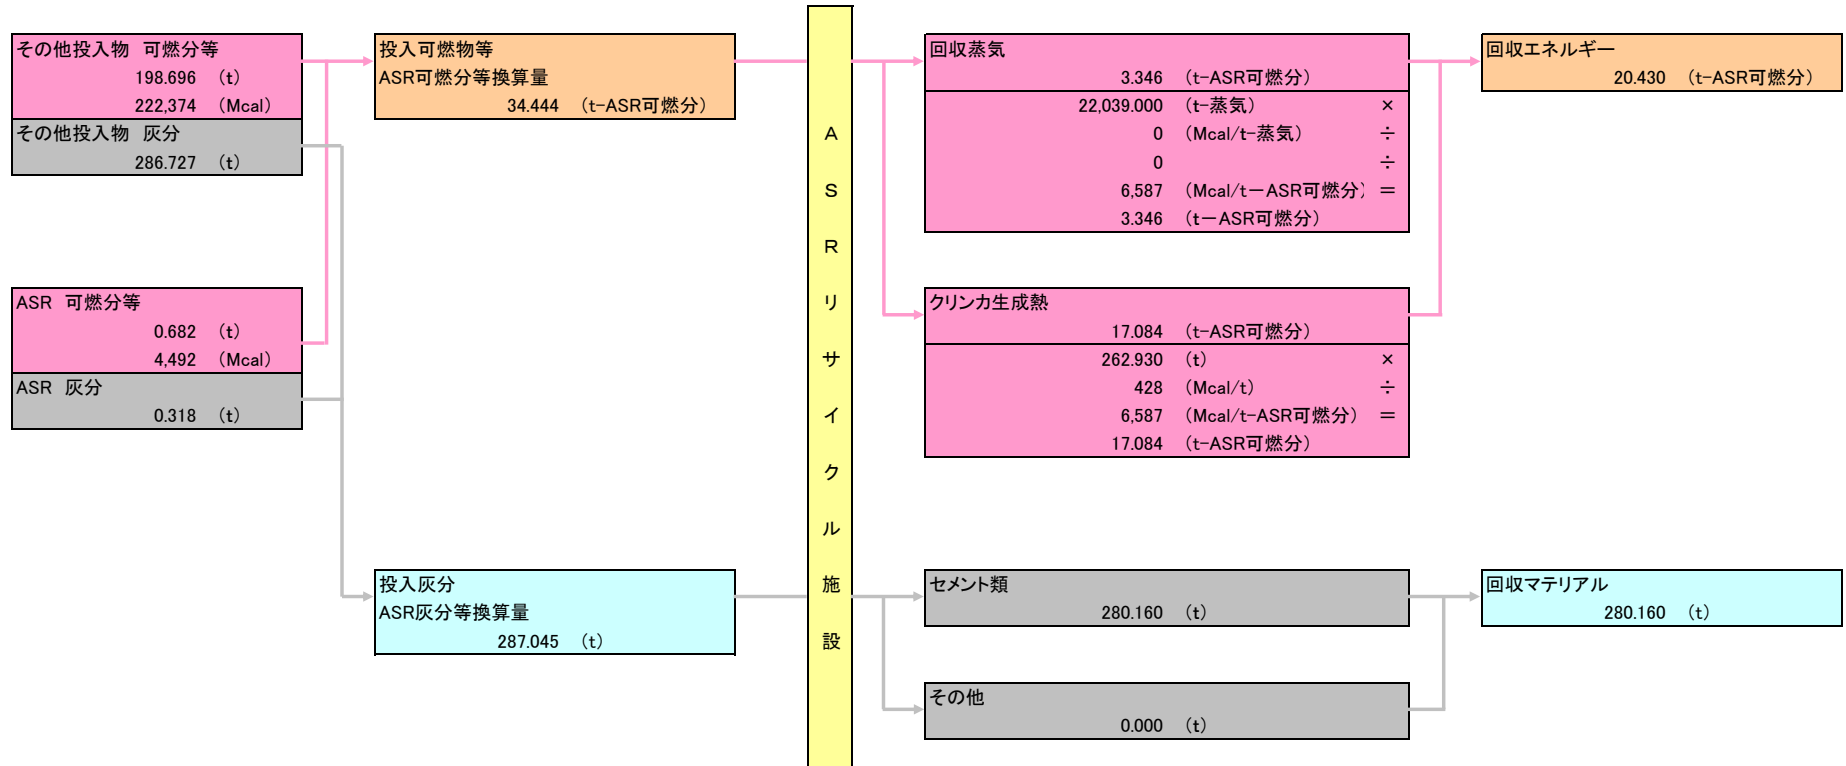 その他投入物 可燃分等
198.696 (t)
222,374 (Mcal)
その他投入物 灰分
286.727 (t)
ASR 可燃分等
0.682 (t)
4,492 (Mcal)
ASR 灰分
0.318 (t)
投入可燃物等
ASR可燃分等換算量
34.444 (t-ASR可燃分)
投入灰分
ASR灰分等換算量
287.045 (t)
ASRリサイクル施設
回収蒸気
3.346 (t-ASR可燃分)
22,039.000 (t-蒸気) ×
0 (Mcal/t-蒸気) ÷
0 ÷
6,587 (Mcal/t-ASR可燃分) =
3.346 (t-ASR可燃分)
クリンカ生成熱
17.084 (t-ASR可燃分)
262.930 (t) ×
428 (Mcal/t) ÷
6,587 (Mcal/t-ASR可燃分) =
17.084 (t-ASR可燃分)
セメント類
280.160 (t)
その他
0.000 (t)
回収エネルギー
20.430 (t-ASR可燃分)
回収マテリアル
280.160 (t)